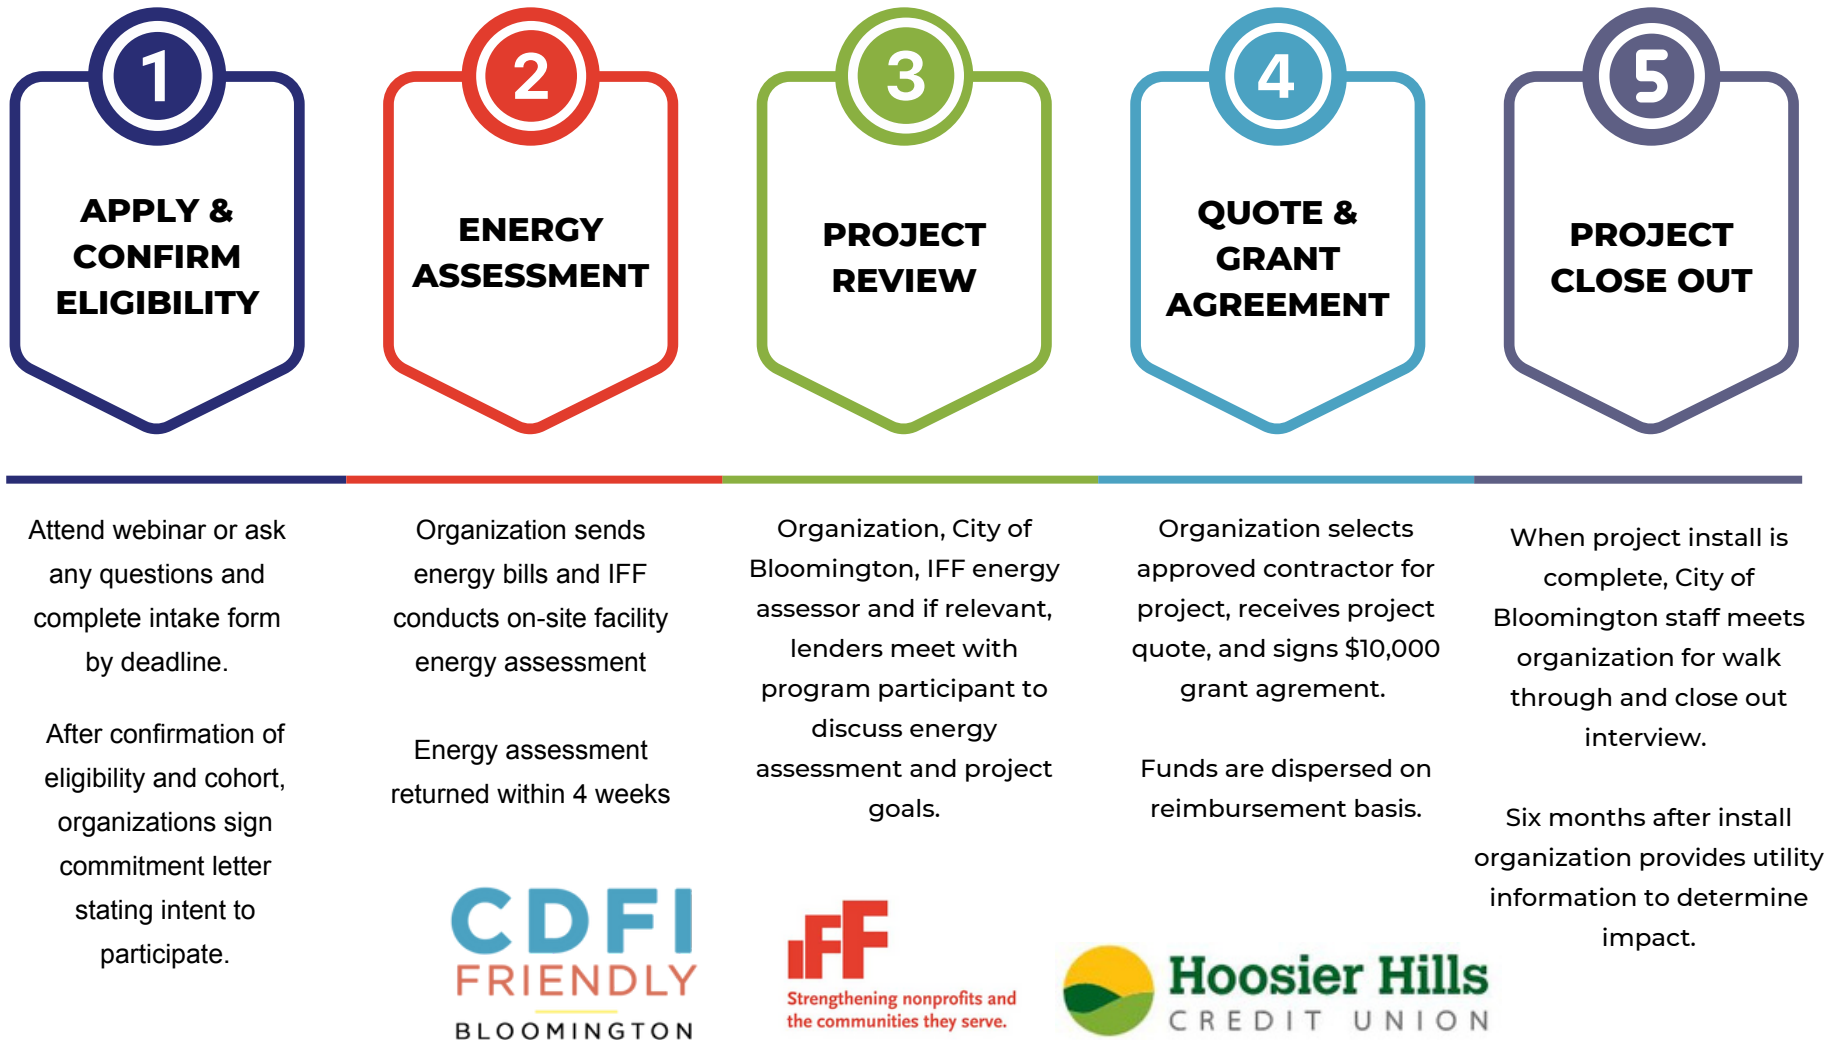 1
APPLY &
CONFIRM
ELIGIBILITY
Attend webinar or ask
any questions and
complete intake form
by deadline.
After confirmation of
eligibility and cohort,
organizations sign
commitment letter
stating intent to
participate.
2
ENERGY
ASSESSMENT
Organization sends
energy bills and IFF
conducts on-site facility
energy assessment
Energy assessment
returned within 4 weeks
3
PROJECT
REVIEW
Organization, City of
Bloomington, IFF energy
assessor and if relevant,
lenders meet with
program participant to
discuss energy
assessment and project
goals.
4
QUOTE &
GRANT
AGREEMENT
Organization selects
approved contractor for
project, receives project
quote, and signs $10,000
grant agrement.
Funds are dispersed on
reimbursement basis.
5
PROJECT
CLOSE OUT
When project install is
complete, City of
Bloomington staff meets
organization for walk
through and close out
interview.
Six months after install
organization provides utility
information to determine
impact.
CDFI
FRIENDLY
BLOOMINGTON
IFF
Strengthening nonprofits and
the communities they serve.
Hoosier Hills
CREDIT UNION